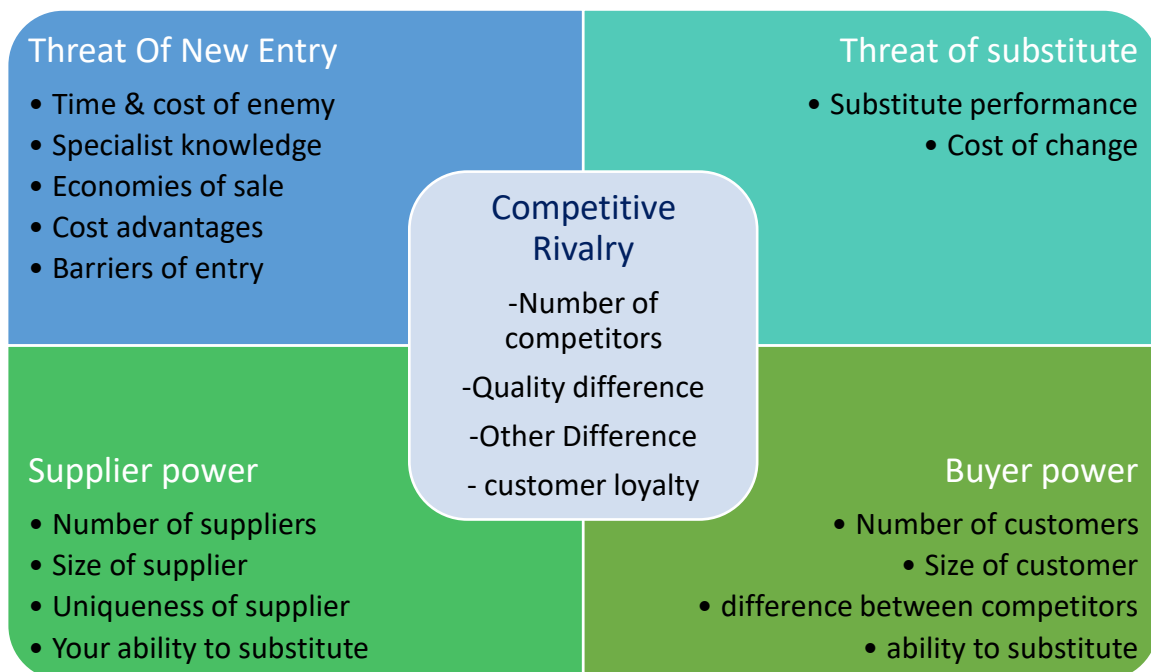 Threat Of New Entry
• Time & cost of enemy
• Specialist knowledge
• Economies of sale
• Cost advantages
• Barriers of entry
Threat of substitute
• Substitute performance
• Cost of change
Competitive
Rivalry
-Number of
competitors
-Quality difference
-Other Difference
- customer loyalty
Supplier power
• Number of suppliers
• Size of supplier
• Uniqueness of supplier
• Your ability to substitute
Buyer power
• Number of customers
• Size of customer
• difference between competitors
• ability to substitute